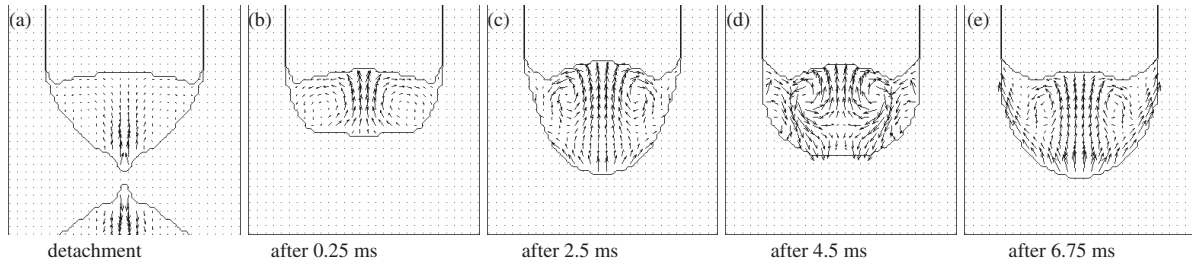 (a) (b) (c) (d) (e)
detachment after 0.25 ms after 2.5 ms after 4.5 ms after 6.75 ms